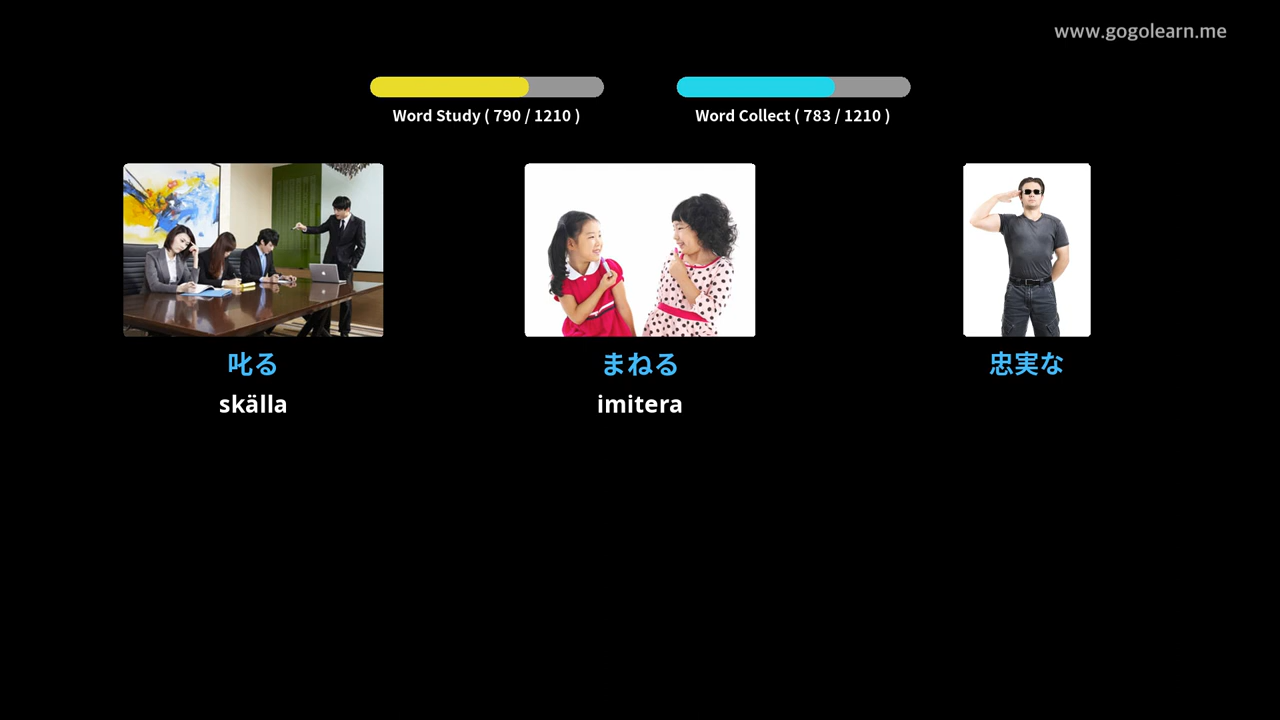 www.gogolearn.me
Word Study ( 790 / 1210 )
Word Collect ( 783 / 1210 )
叱る
まねる
忠実な
skälla
imitera